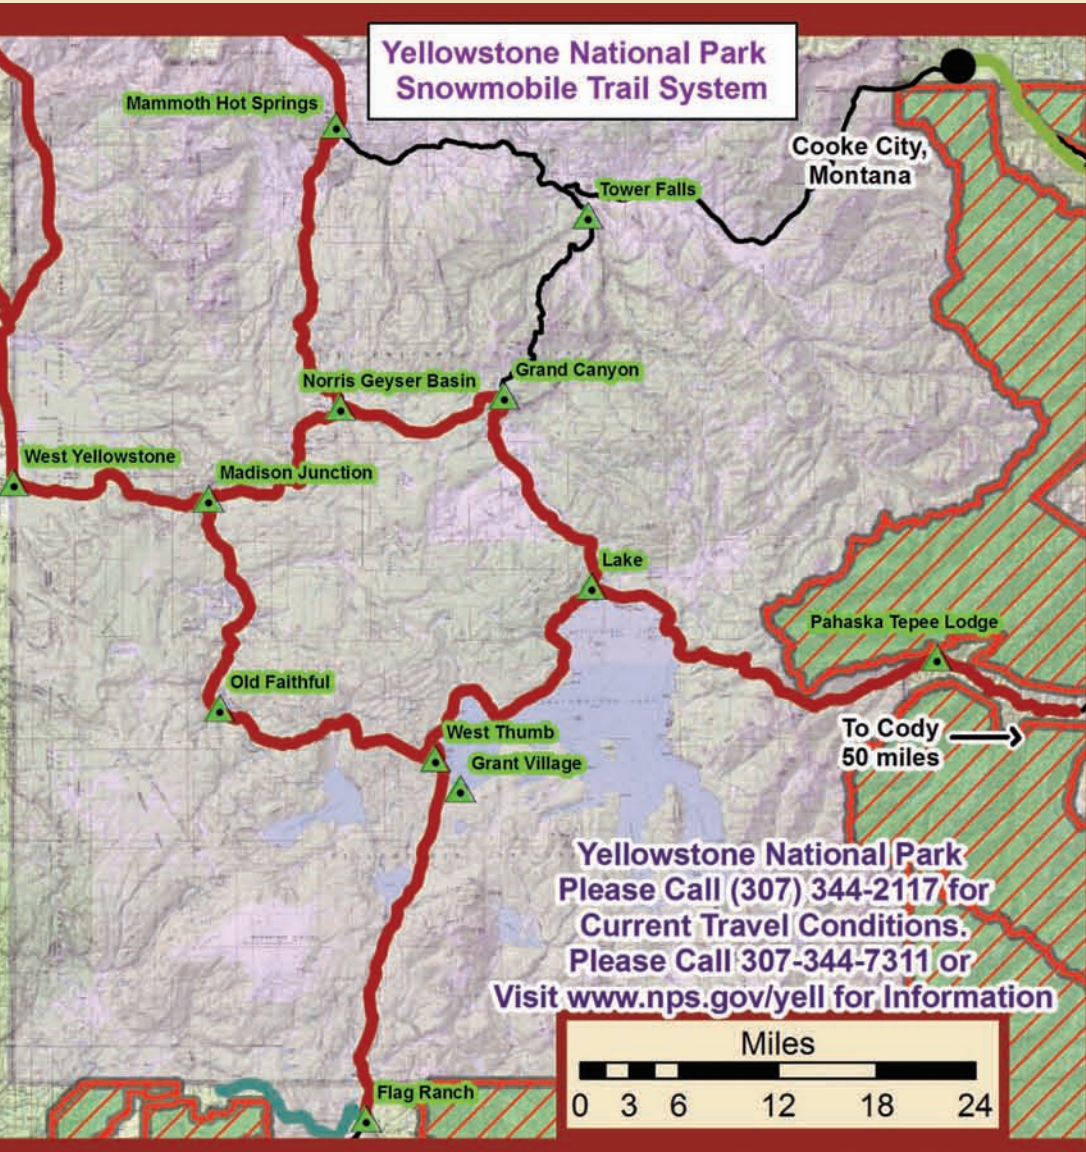 Yellowstone National Park
Snowmobile Trail System
Mammoth Hot Springs
Cooke City,
Montana
Tower Falls
Grand Canyon
Norris Geyser Basin
West Yellowstone
Madison Junction
Lake
Pahaska Tepee Lodge
Old Faithful
West Thumb
To Cody
50 miles
Grant Village
Yellowstone National Park
Please Call (307) 344-2117 for
Current Travel Conditions.
Please Call 307-344-7311 or
Visit www.nps.gov/yell for Information
Miles
0 3 6 12 18 24
Flag Ranch